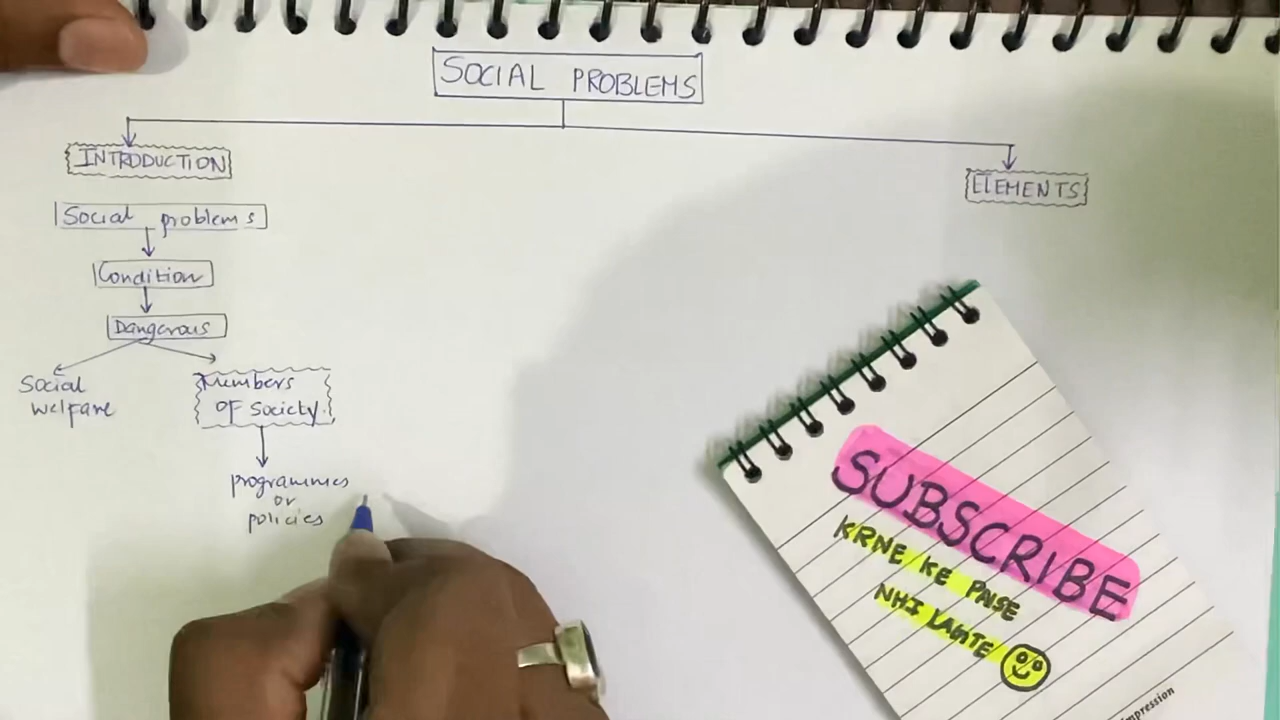 SOCIAL PROBLEMS
INTRODUCTION
ELEMENTS
Social problems
Condition
Dangerous
Social
welfare
Members
OF Society.
programmes
or
policies
SUBSCRIBE
KRNE KE PAISE
NHI LAGTE
impression